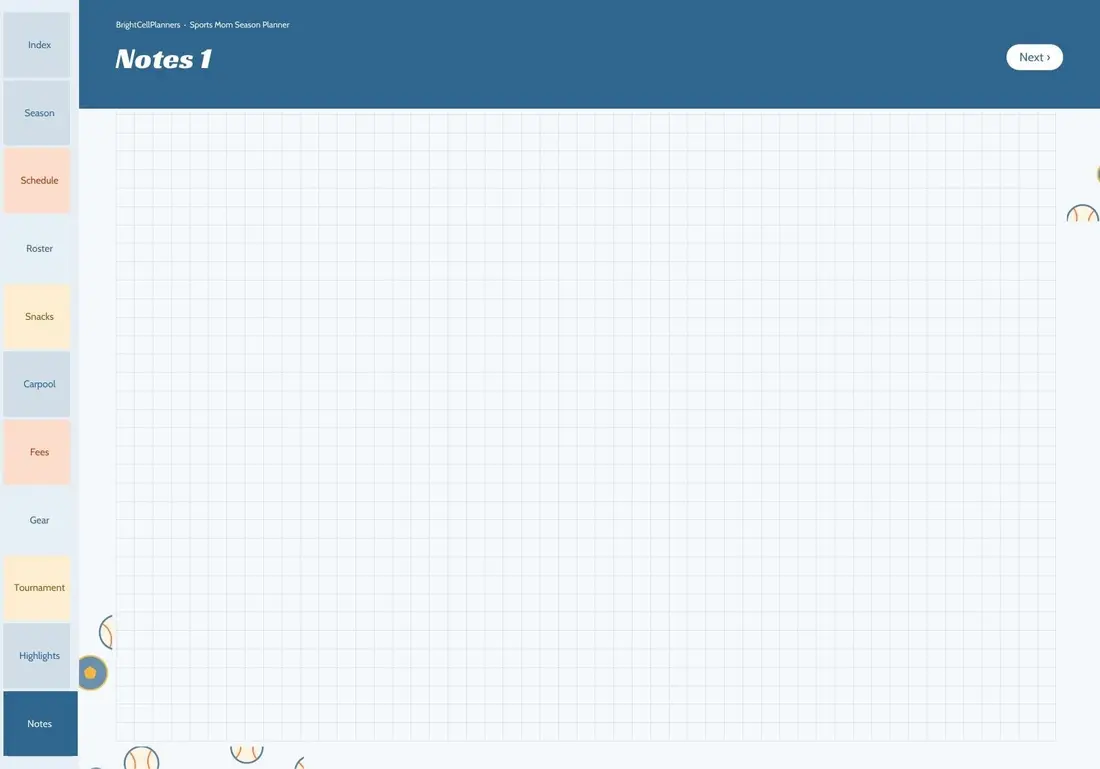 BrightCellPlanners - Sports Mom Season Planner
Notes 1
Next ›
Index
Season
Schedule
Roster
Snacks
Carpool
Fees
Gear
Tournament
Highlights
Notes